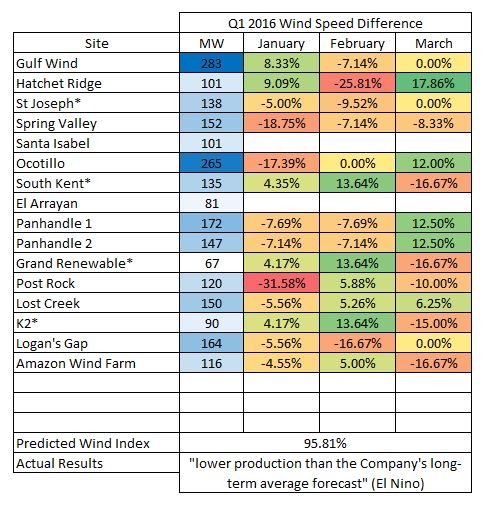 Q1 2016 Wind Speed Difference
Site MW January February March
Gulf Wind 283 8.33% -7.14% 0.00%
Hatchet Ridge 101 9.09% -25.81% 17.86%
St Joseph* 138 -5.00% -9.52% 0.00%
Spring Valley 152 -18.75% -7.14% -8.33%
Santa Isabel 101
Ocotillo 265 -17.39% 0.00% 12.00%
South Kent* 135 4.35% 13.64% -16.67%
El Arrayan 81
Panhandle 1 172 -7.69% -7.69% 12.50%
Panhandle 2 147 -7.14% -7.14% 12.50%
Grand Renewable* 67 4.17% 13.64% -16.67%
Post Rock 120 -31.58% 5.88% -10.00%
Lost Creek 150 -5.56% 5.26% 6.25%
K2* 90 4.17% 13.64% -15.00%
Logan's Gap 164 -5.56% -16.67% 0.00%
Amazon Wind Farm 116 -4.55% 5.00% -16.67%
Predicted Wind Index 95.81%
Actual Results "lower production than the Company's long-
term average forecast" (El Nino)